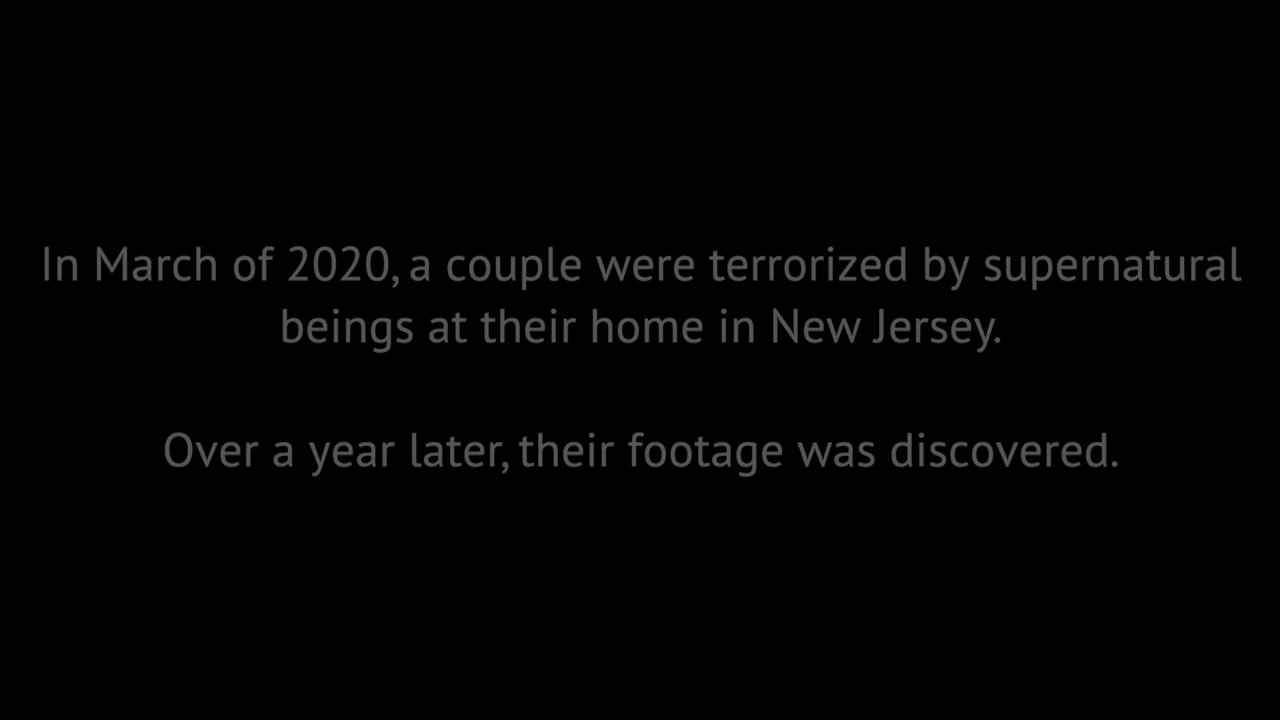 In March of 2020, a couple were terrorized by supernatural
beings at their home in New Jersey.
Over a year later, their footage was discovered.